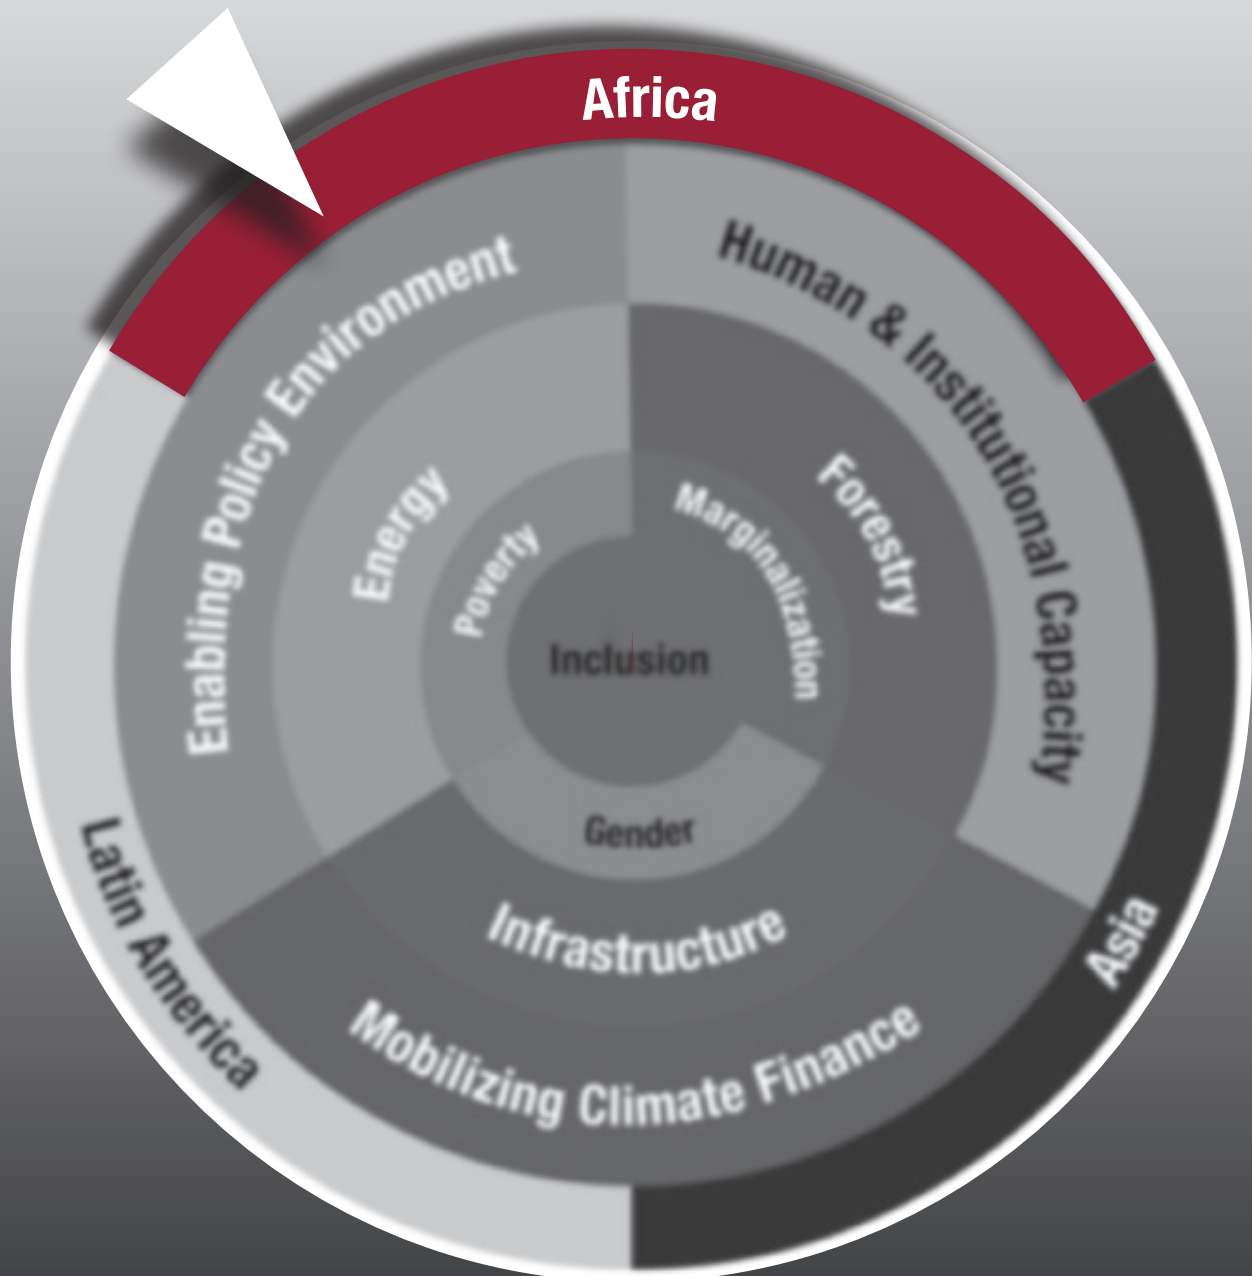 Africa
Human & Institutional Capacity
Enabling Policy Environment
Energy
Forestry
Poverty
Marginalization
Inclusion
Gender
Infrastructure
Mobilizing Climate Finance
Latin America
Asia